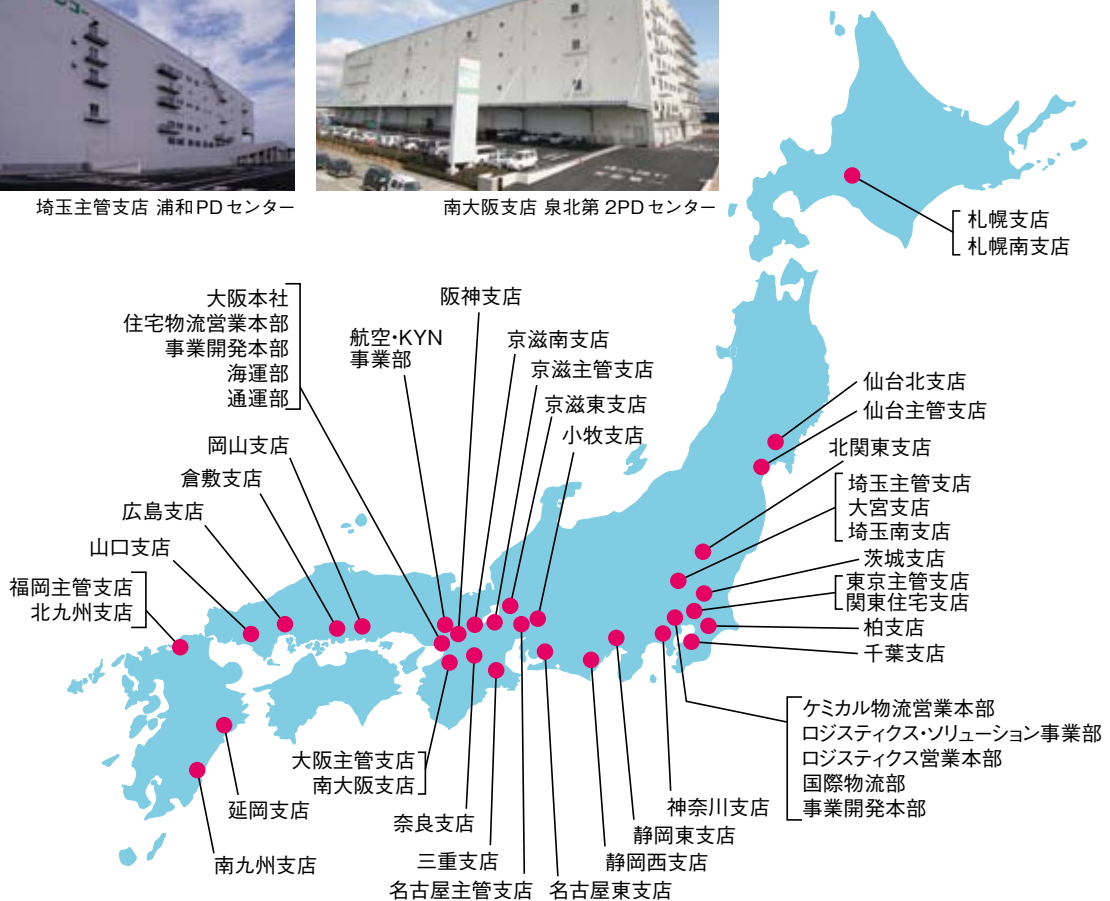 埼玉主管支店 浦和PDセンター
南大阪支店 泉北第2PDセンター
札幌支店
札幌南支店
大阪本社
住宅物流営業本部
事業開発本部
海運部
通運部
航空・KYN
事業部
阪神支店
京滋南支店
京滋主管支店
京滋東支店
小牧支店
岡山支店
倉敷支店
広島支店
山口支店
福岡主管支店
北九州支店
仙台北支店
仙台主管支店
北関東支店
埼玉主管支店
大宮支店
埼玉南支店
茨城支店
東京主管支店
関東住宅支店
柏支店
千葉支店
ケミカル物流営業本部
ロジスティクス・ソリューション事業部
ロジスティクス営業本部
国際物流部
事業開発本部
大阪主管支店
南大阪支店
延岡支店
南九州支店
奈良支店
三重支店
名古屋主管支店
名古屋東支店
静岡西支店
静岡東支店
神奈川支店